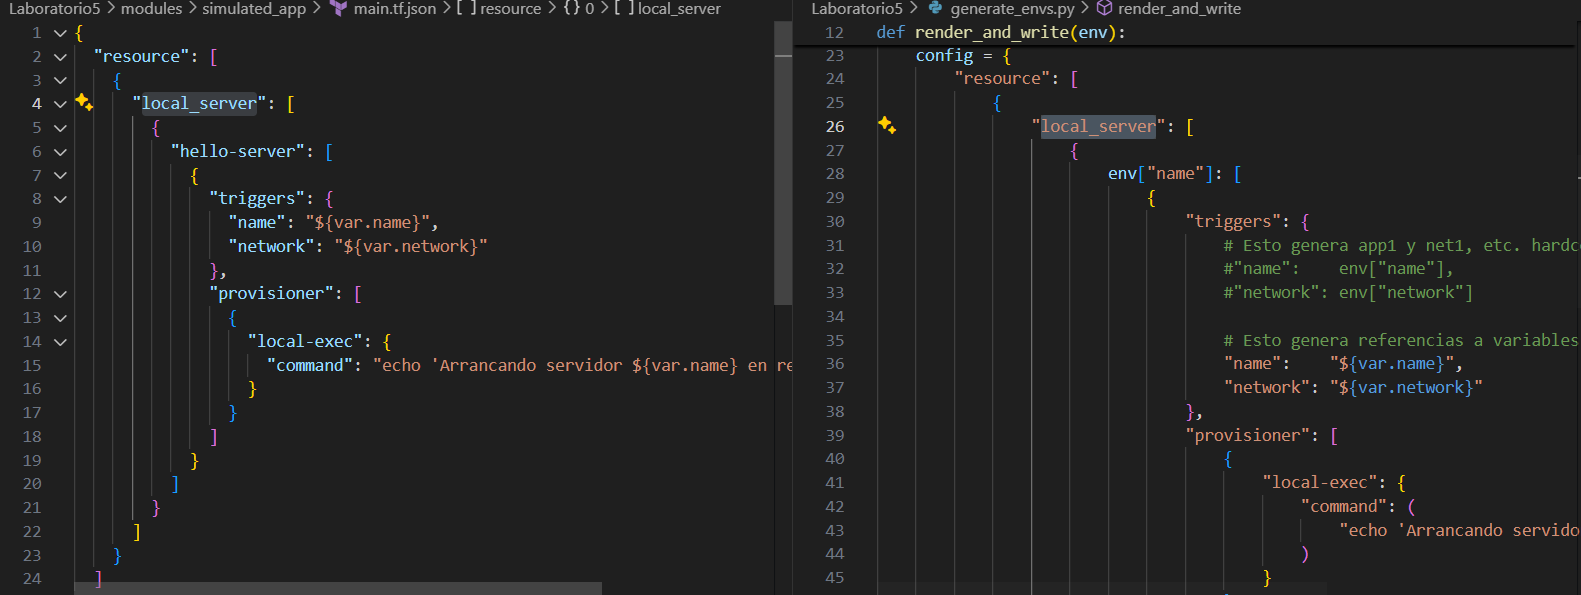 Laboratorio5 > modules > simulated_app > main.tf.json > [ ] resource > {} 0 > [ ] local_server
1 {
2 "resource": [
3 {
4 "local_server": [
5 {
6 "hello-server": [
7 {
8 "triggers": {
9 "name": "${var.name}",
10 "network": "${var.network}"
11 },
12 "provisioner": [
13 {
14 "local-exec": {
15 "command": "echo 'Arrancando servidor ${var.name} en
16 }
17 }
18 ]
19 }
20 ]
21 }
22 ]
23 }
24 ]
Laboratorio5 > generate_envs.py > render_and_write
12 def render_and_write(env):
23 config = {
24 "resource": [
25 {
26 "local_server": [
27 {
28 env["name"]: [
29 {
30 "triggers": {
31 # Esto genera app1 y net1, etc.
32 #"name": env["name"],
33 #"network": env["network"]
34
35 # Esto genera referencias a variables
36 "name": "${var.name}",
37 "network": "${var.network}"
38 },
39 "provisioner": [
40 {
41 "local-exec": {
42 "command": (
43 "echo 'Arrancando
44 )
45 }